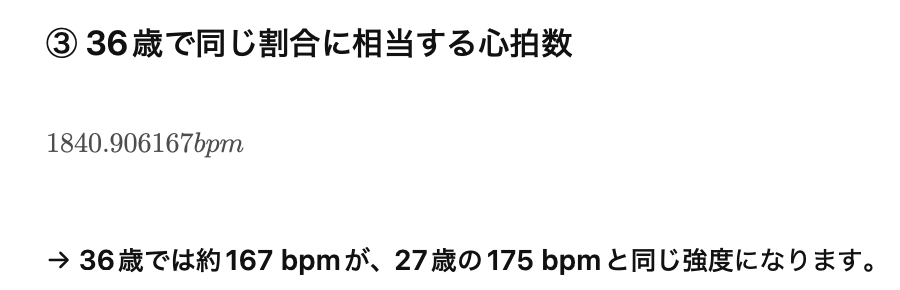 ③ 36歳で同じ割合に相当する心拍数
1840.906167bpm
→ 36歳では約167 bpmが、27歳の175 bpmと同じ強度になります。